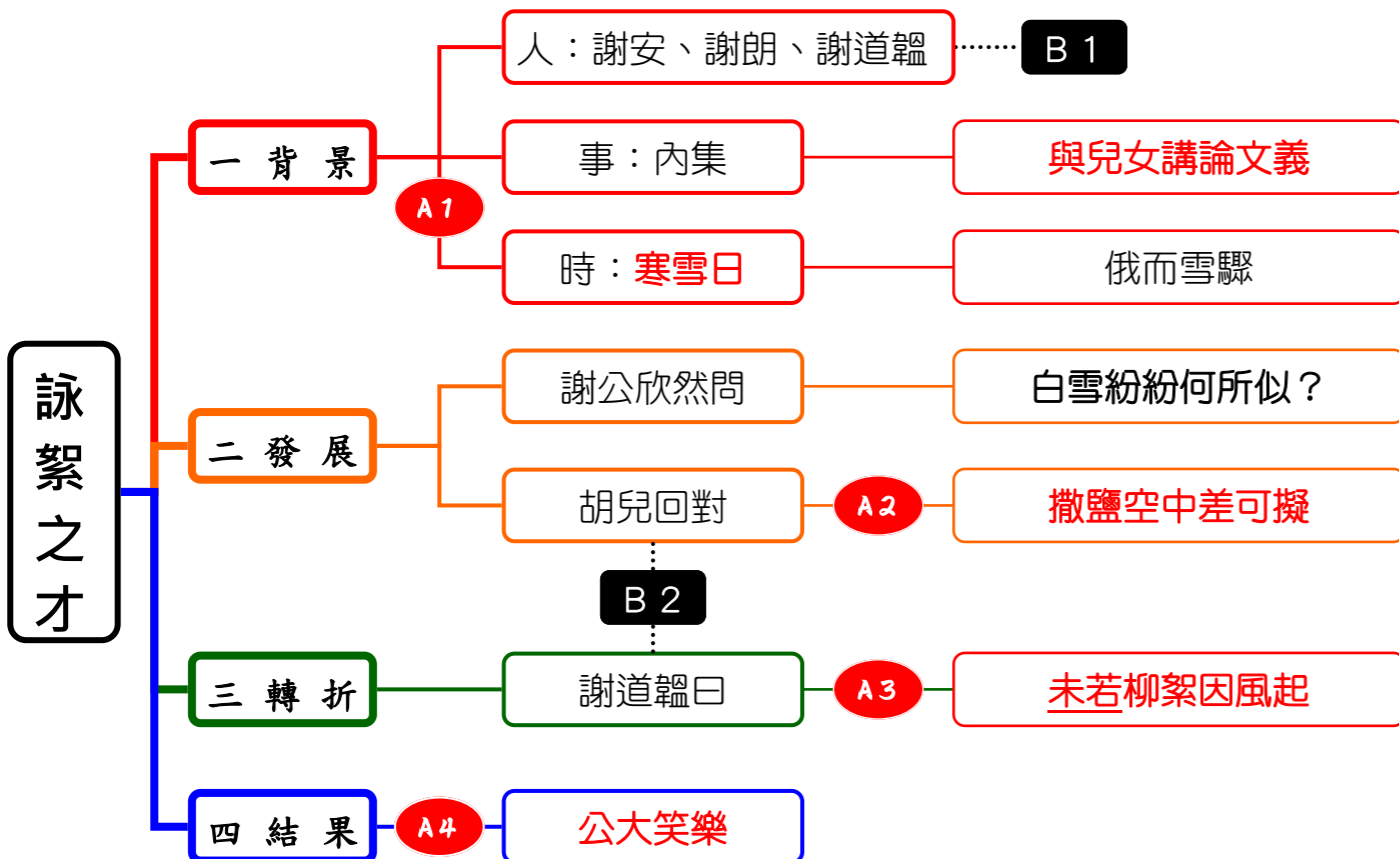 詠絮之才
一 背 景
A1
人：謝安、謝朗、謝道韞
B 1
事：內集
與兒女講論文義
時：寒雪日
俄而雪驟
二 發 展
謝公欣然問
白雪紛紛何所似？
胡兒回對
A2
撒鹽空中差可擬
B 2
三 轉 折
謝道韞曰
A3
未若柳絮因風起
四 結 果
A4
公大笑樂